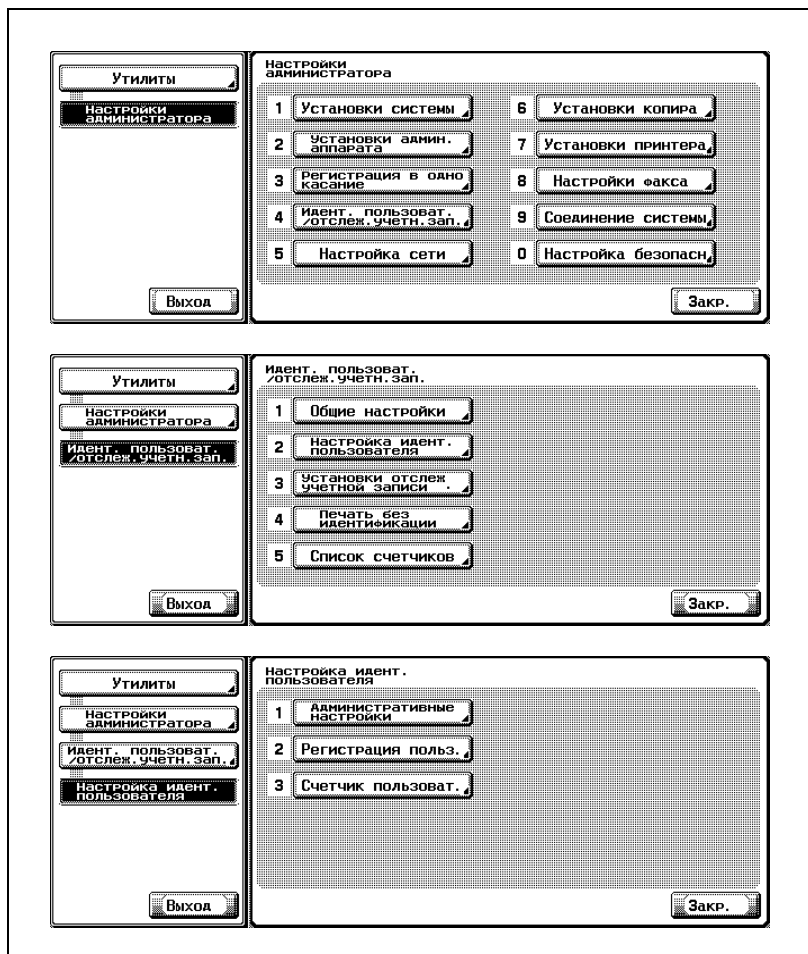 Утилиты
Настройки
администратора
Выход
Настройки
администратора
1 Установки системы
2 Установки админ.
аппарата
3 Регистрация в одно
касание
4 Идент. пользоват.
/отслеж.учетн.зап.
5 Настройка сети
6 Установки копира
7 Установки принтера
8 Настройки факса
9 Соединение системы
0 Настройка безопасн
Закр.
Утилиты
Настройки
администратора
Идент. пользоват.
/отслеж.учетн.зап.
Выход
Идент. пользоват.
/отслеж.учетн.зап.
1 Общие настройки
2 Настройка идент.
пользователя
3 Установки отслеж
учетной записи .
4 Печать без
идентификации
5 Список счетчиков
Закр.
Утилиты
Настройки
администратора
Идент. пользоват.
/отслеж.учетн.зап.
Настройка идент.
пользователя
Выход
Настройка идент.
пользователя
1 Административные
настройки
2 Регистрация польз.
3 Счетчик пользоват.
Закр.